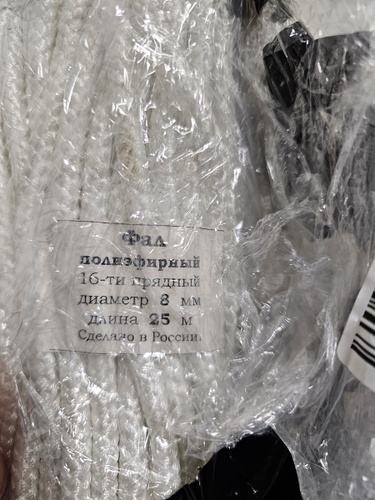 Фал
полиэфирный
16-ти прядный
диаметр 8 мм
длина 25 м
Сделано в России